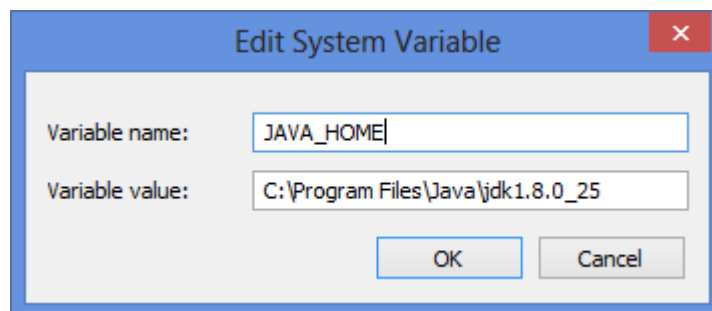 Edit System Variable
Variable name: JAVA_HOME
Variable value: C:\Program Files\Java\jdk1.8.0_25
OK Cancel